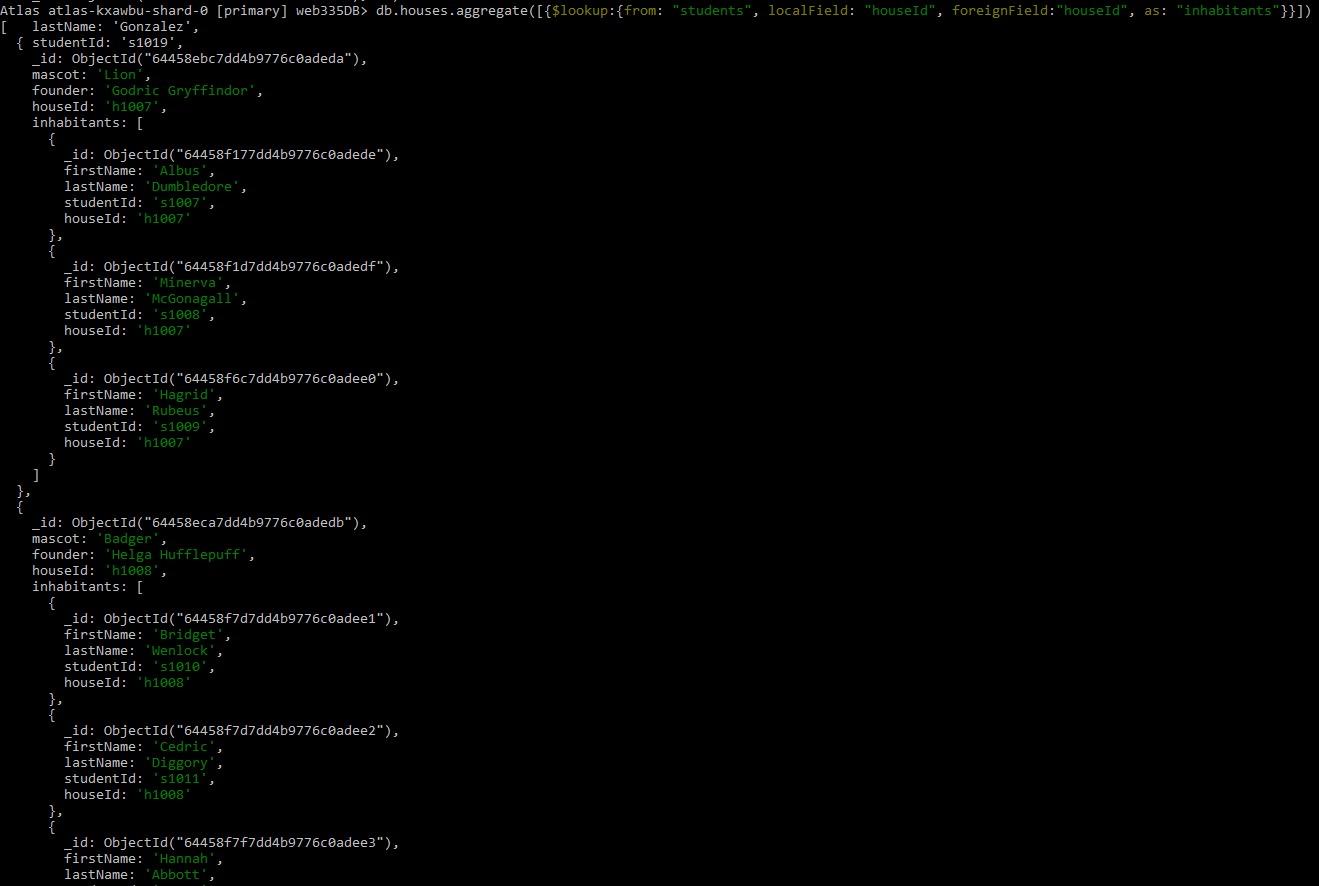 Atlas atlas-kxawbu-shard-0 [primary] web335DB> db.houses.aggregate([{$lookup:{from: "students", localField: "houseId", foreignField:"houseId", as: "inhabitants"}}])
[   lastName: 'Gonzalez',
  { studentId: 's1019',
    _id: ObjectId("64458ebc7dd4b9776c0adeda"),
    mascot: 'Lion',
    founder: 'Godric Gryffindor',
    houseId: 'h1007',
    inhabitants: [
      {
        _id: ObjectId("64458f177dd4b9776c0adede"),
        firstName: 'Albus',
        lastName: 'Dumbledore',
        studentId: 's1007',
        houseId: 'h1007'
      },
      {
        _id: ObjectId("64458f1d7dd4b9776c0adedf"),
        firstName: 'Minerva',
        lastName: 'McGonagall',
        studentId: 's1008',
        houseId: 'h1007'
      },
      {
        _id: ObjectId("64458f6c7dd4b9776c0adee0"),
        firstName: 'Hagrid',
        lastName: 'Rubeus',
        studentId: 's1009',
        houseId: 'h1007'
      }
    ]
  },
  {
    _id: ObjectId("64458eca7dd4b9776c0adedb"),
    mascot: 'Badger',
    founder: 'Helga Hufflepuff',
    houseId: 'h1008',
    inhabitants: [
      {
        _id: ObjectId("64458f7d7dd4b9776c0adee1"),
        firstName: 'Bridget',
        lastName: 'Wenlock',
        studentId: 's1010',
        houseId: 'h1008'
      },
      {
        _id: ObjectId("64458f7d7dd4b9776c0adee2"),
        firstName: 'Cedric',
        lastName: 'Diggory',
        studentId: 's1011',
        houseId: 'h1008'
      },
      {
        _id: ObjectId("64458f7f7dd4b9776c0adee3"),
        firstName: 'Hannah',
        lastName: 'Abbott',